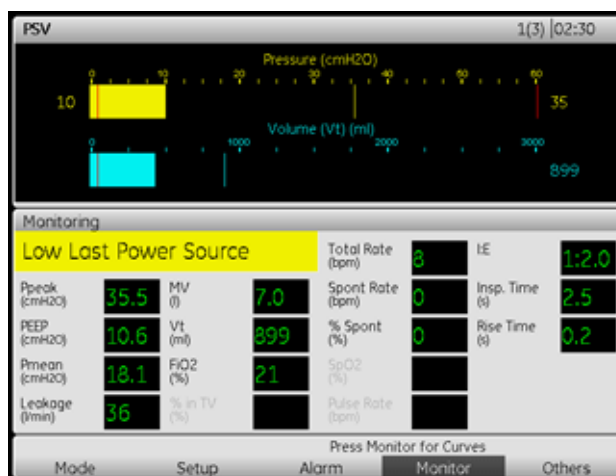 PSV 1(3) 02:30
Pressure (cmH2O)
0 10 20 30 40 50 60
10 35
Volume (Vt) (ml)
0 1000 2000 3000
899
Monitoring
Low Last Power Source
Total Rate (bpm) 8 I:E 1:2.0
Ppeak (cmH2O) 35.5 MV (l) 7.0 Spont Rate (bpm) 0 Insp. Time (s) 2.5
PEEP (cmH2O) 10.6 Vt (ml) 899 % Spont (%) 0 Rise Time (s) 0.2
Pmean (cmH2O) 18.1 FiO2 (%) 21 SpO2 (%)
Leakage (l/min) 36 % in TV (%) Pulse Rate (bpm)
Press Monitor for Curves
Mode Setup Alarm Monitor Others